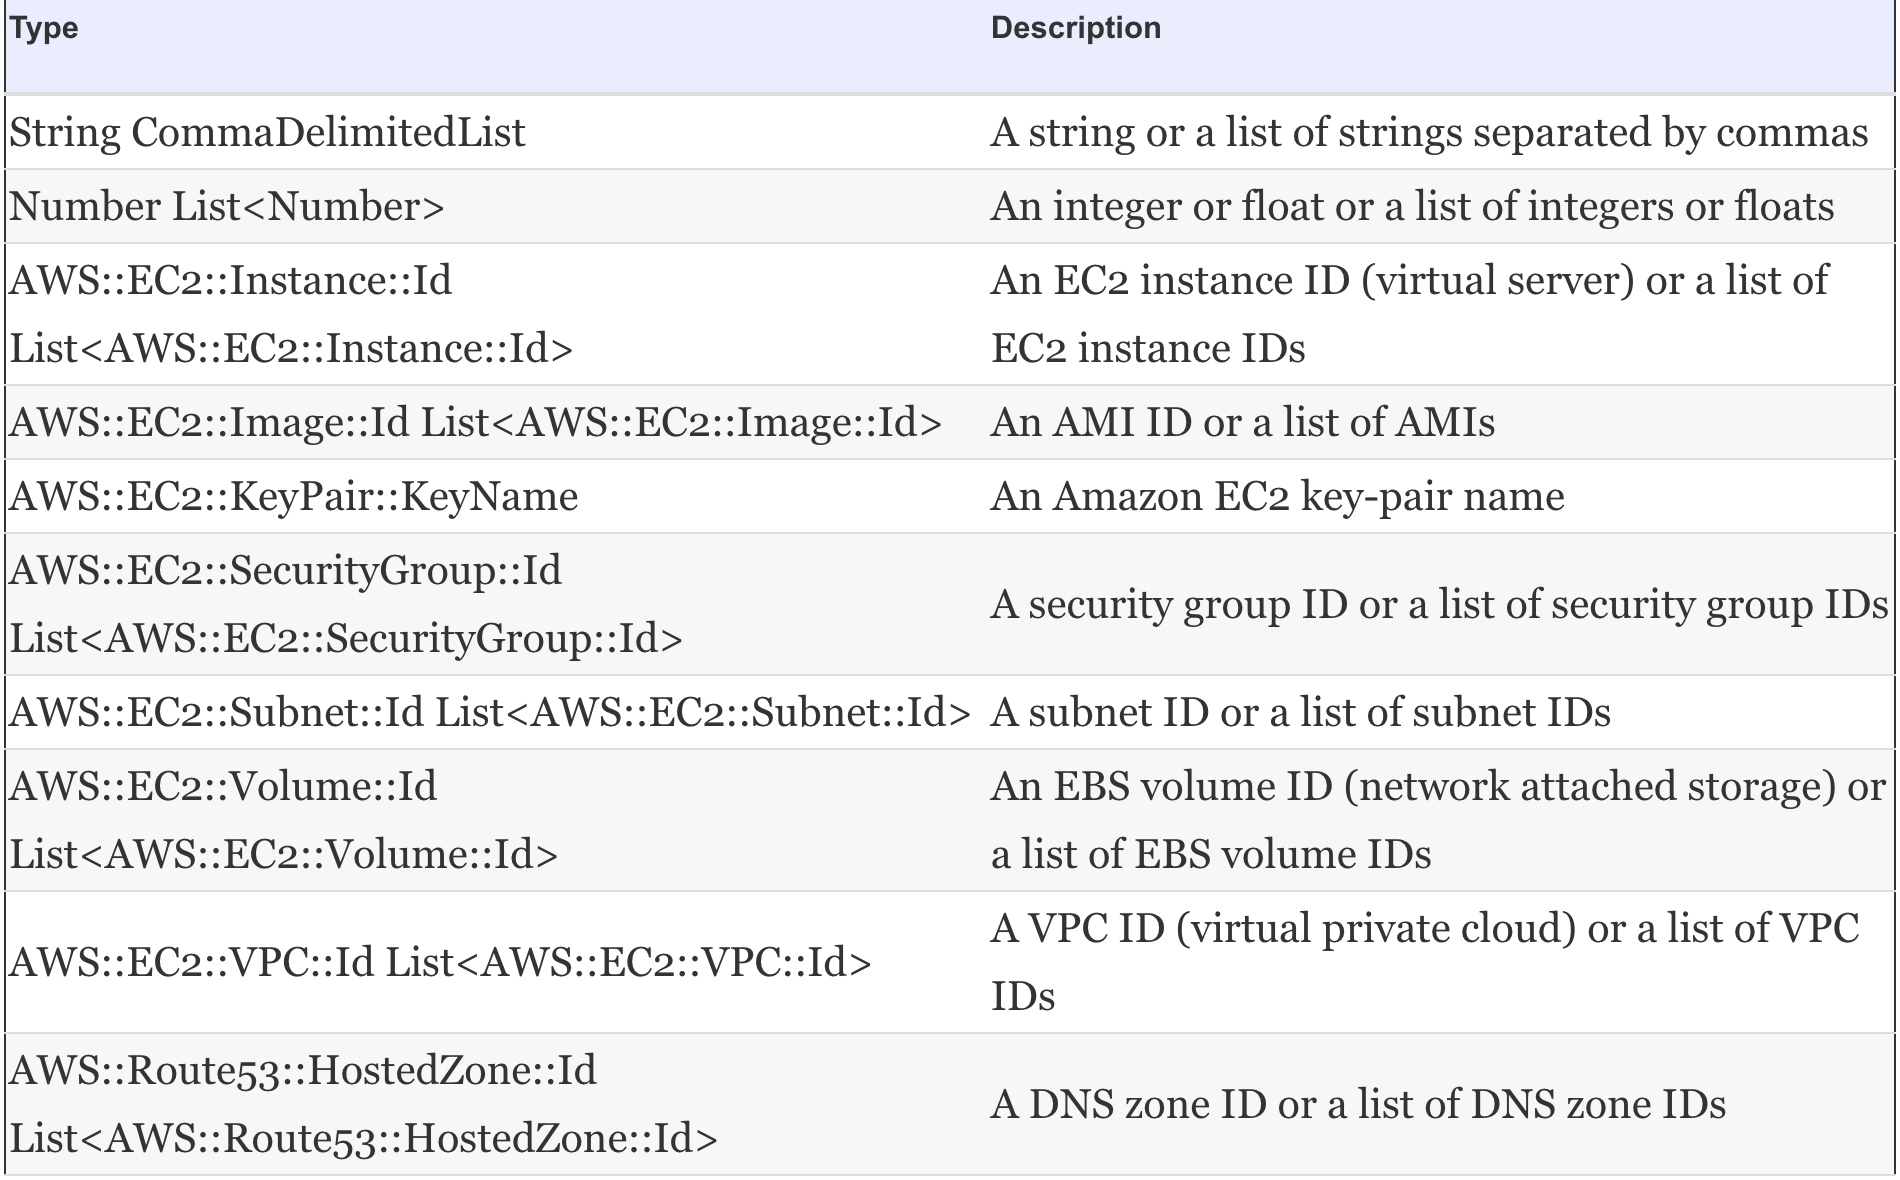 Type Description
String CommaDelimitedList A string or a list of strings separated by commas
Number List<Number> An integer or float or a list of integers or floats
AWS::EC2::Instance::Id An EC2 instance ID (virtual server) or a list of
List<AWS::EC2::Instance::Id> EC2 instance IDs
AWS::EC2::Image::Id List<AWS::EC2::Image::Id> An AMI ID or a list of AMIs
AWS::EC2::KeyPair::KeyName An Amazon EC2 key-pair name
AWS::EC2::SecurityGroup::Id
List<AWS::EC2::SecurityGroup::Id>
A security group ID or a list of security group IDs
AWS::EC2::Subnet::Id List<AWS::EC2::Subnet::Id> A subnet ID or a list of subnet IDs
AWS::EC2::Volume::Id An EBS volume ID (network attached storage) or
List<AWS::EC2::Volume::Id> a list of EBS volume IDs
AWS::EC2::VPC::Id List<AWS::EC2::VPC::Id>
A VPC ID (virtual private cloud) or a list of VPC
IDs
AWS::Route53::HostedZone::Id
List<AWS::Route53::HostedZone::Id>
A DNS zone ID or a list of DNS zone IDs